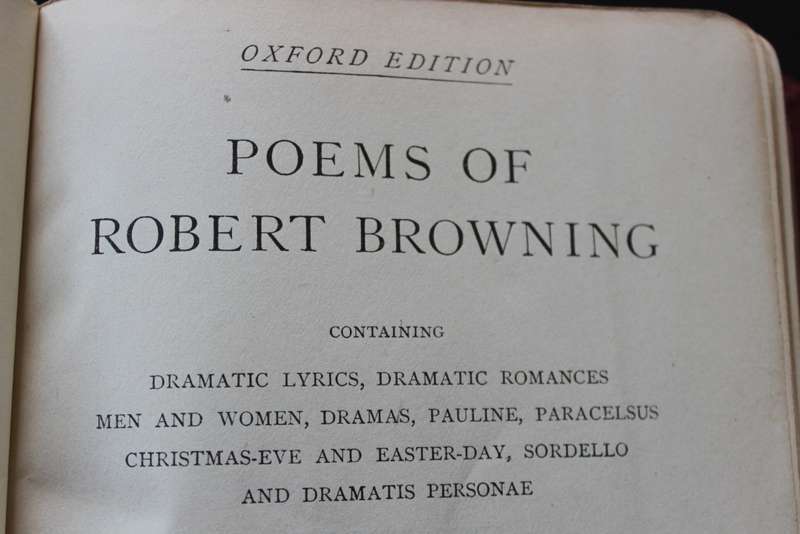 OXFORD EDITION
POEMS OF
ROBERT BROWNING
CONTAINING
DRAMATIC LYRICS, DRAMATIC ROMANCES
MEN AND WOMEN, DRAMAS, PAULINE, PARACELSUS
CHRISTMAS-EVE AND EASTER-DAY, SORDELLO
AND DRAMATIS PERSONAE